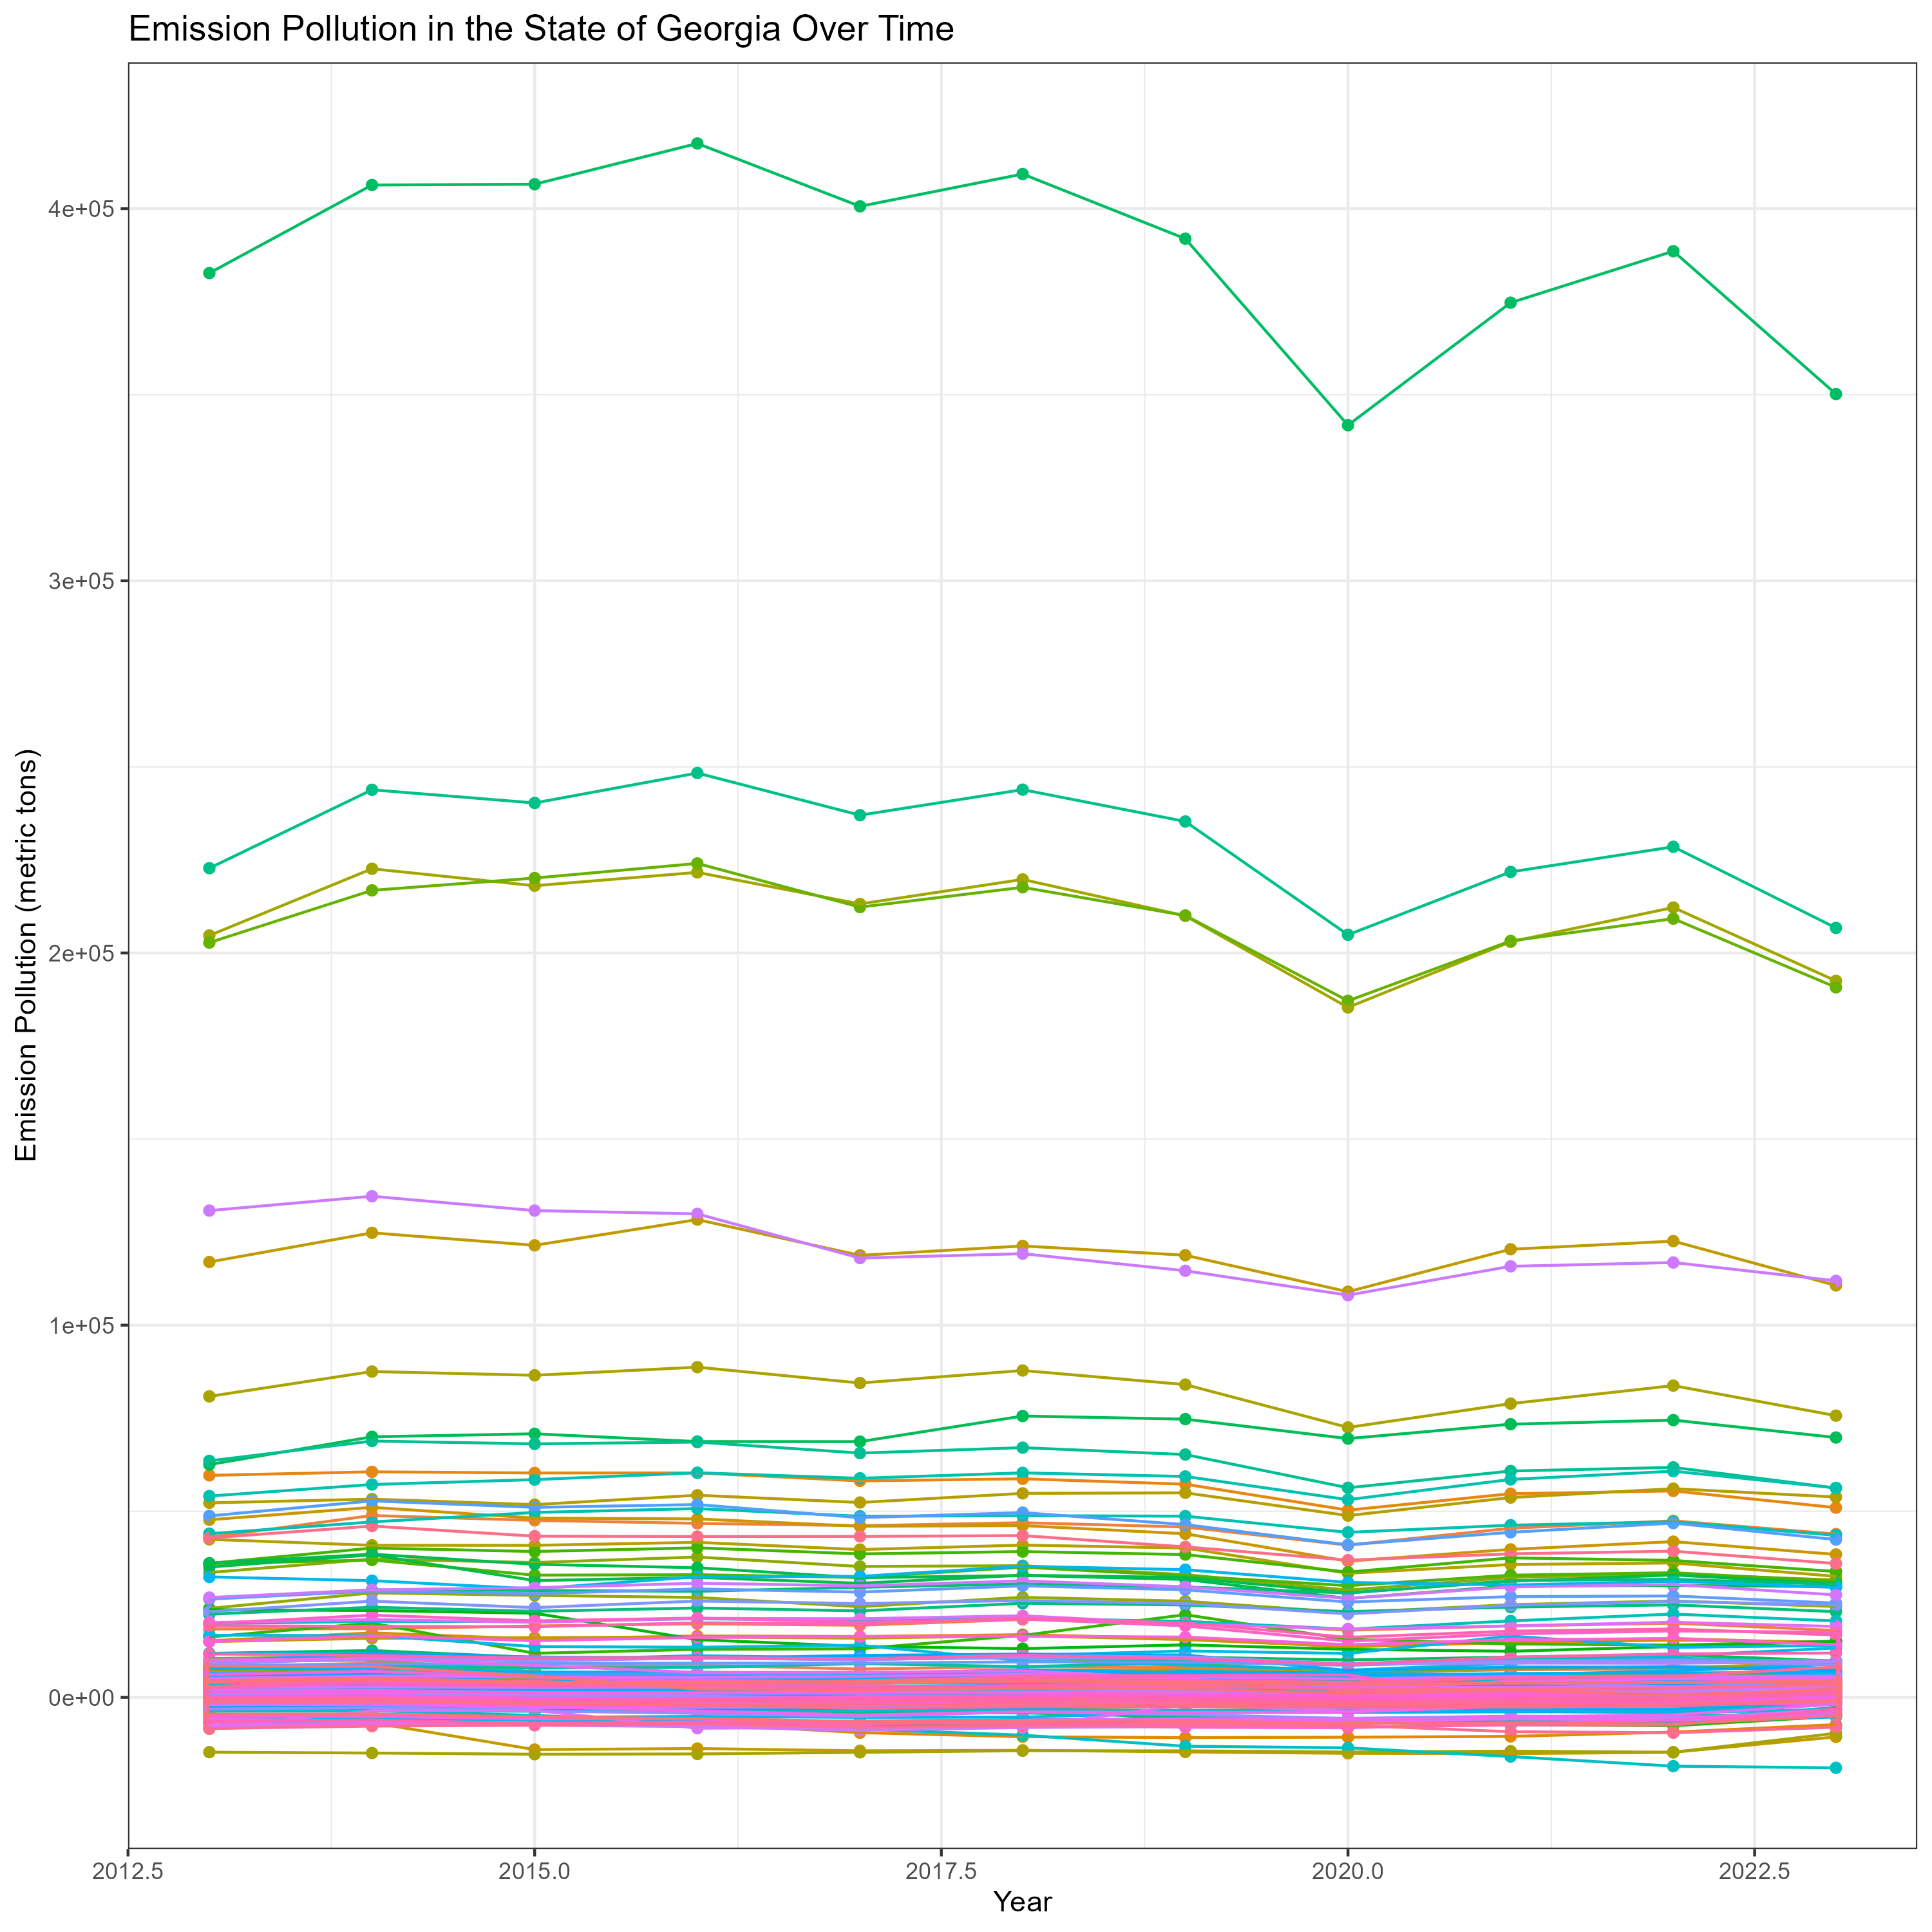 Emission Pollution in the State of Georgia Over Time
Emission Pollution (metric tons)
4e+05
3e+05
2e+05
1e+05
0e+00
2012.5
2015.0
2017.5
2020.0
2022.5
Year